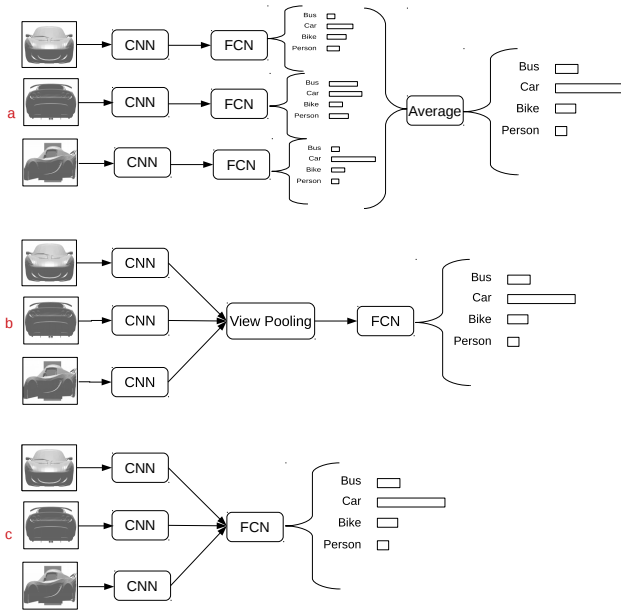 CNN FCN Bus
Car
Bike
Person
a CNN FCN Bus
Car
Bike
Person
Average
Bus
Car
Bike
Person
CNN FCN Bus
Car
Bike
Person
b CNN
CNN View Pooling FCN
CNN
Bus
Car
Bike
Person
c CNN
CNN FCN
CNN
Bus
Car
Bike
Person